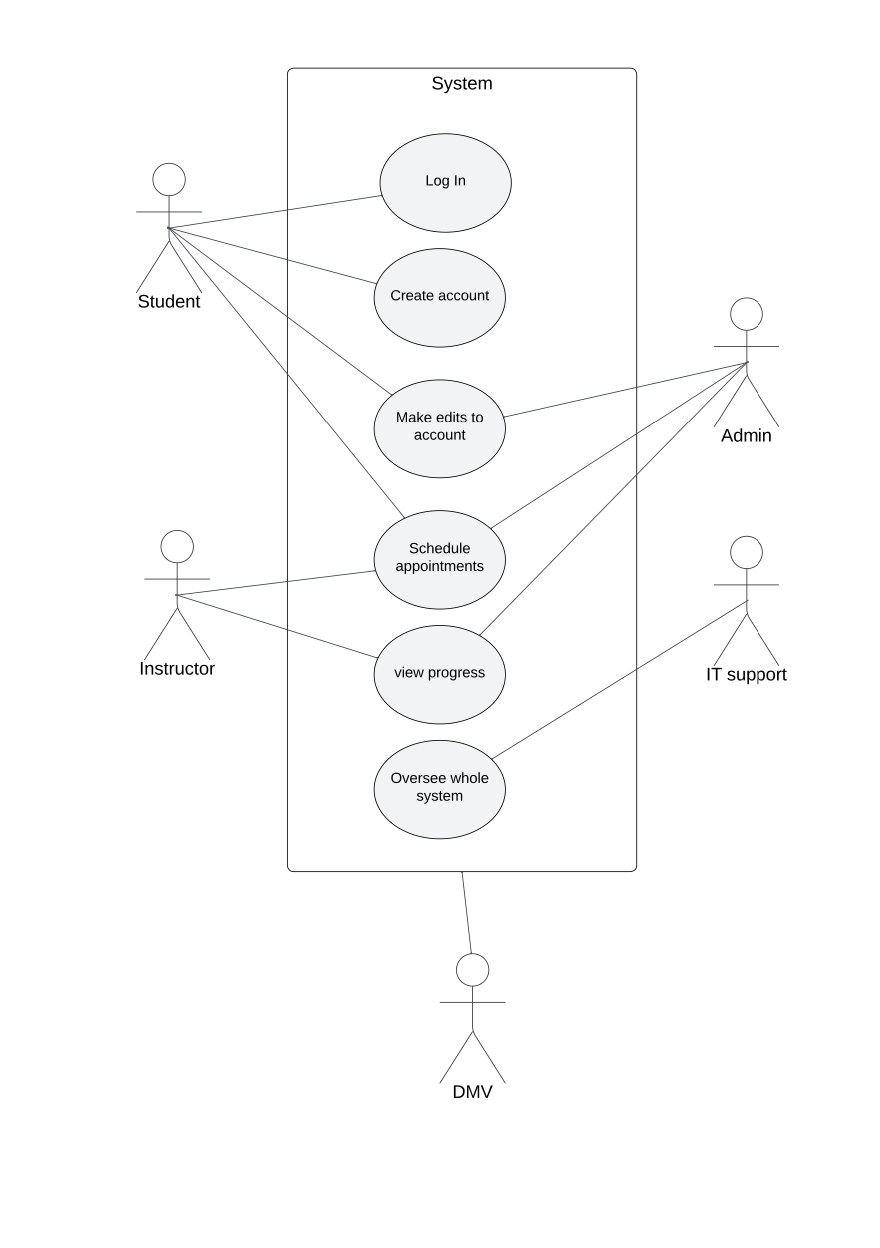 System
Log In
Student
Create account
Make edits to
account
Admin
Schedule
appointments
Instructor
view progress
IT support
Oversee whole
system
DMV